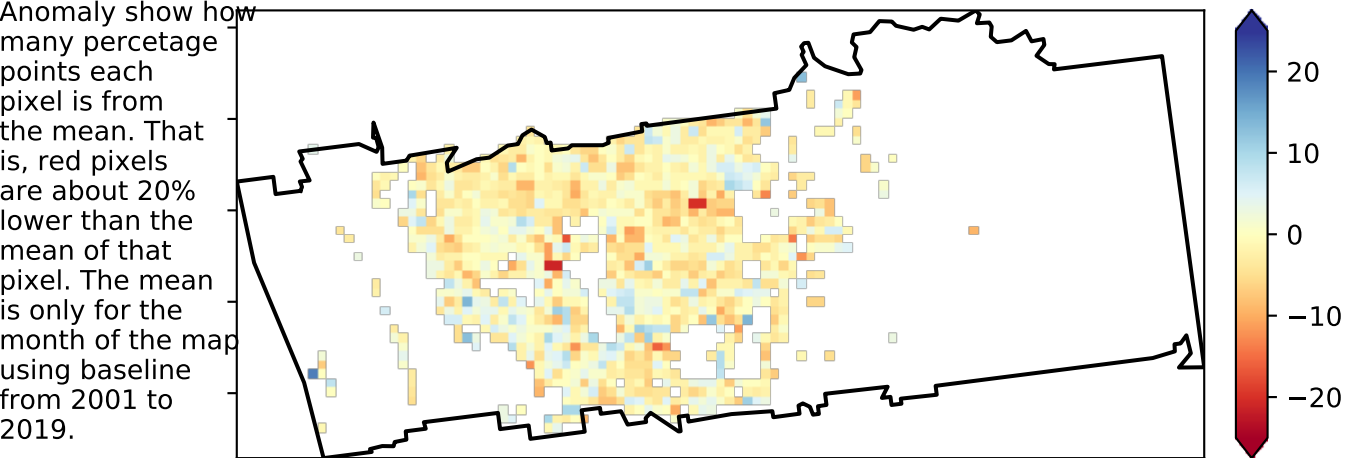 Anomaly show how
many percetage
points each
pixel is from
the mean. That
is, red pixels
are about 20%
lower than the
mean of that
pixel. The mean
is only for the
month of the map
using baseline
from 2001 to
2019.
20
10
0
−10
−20